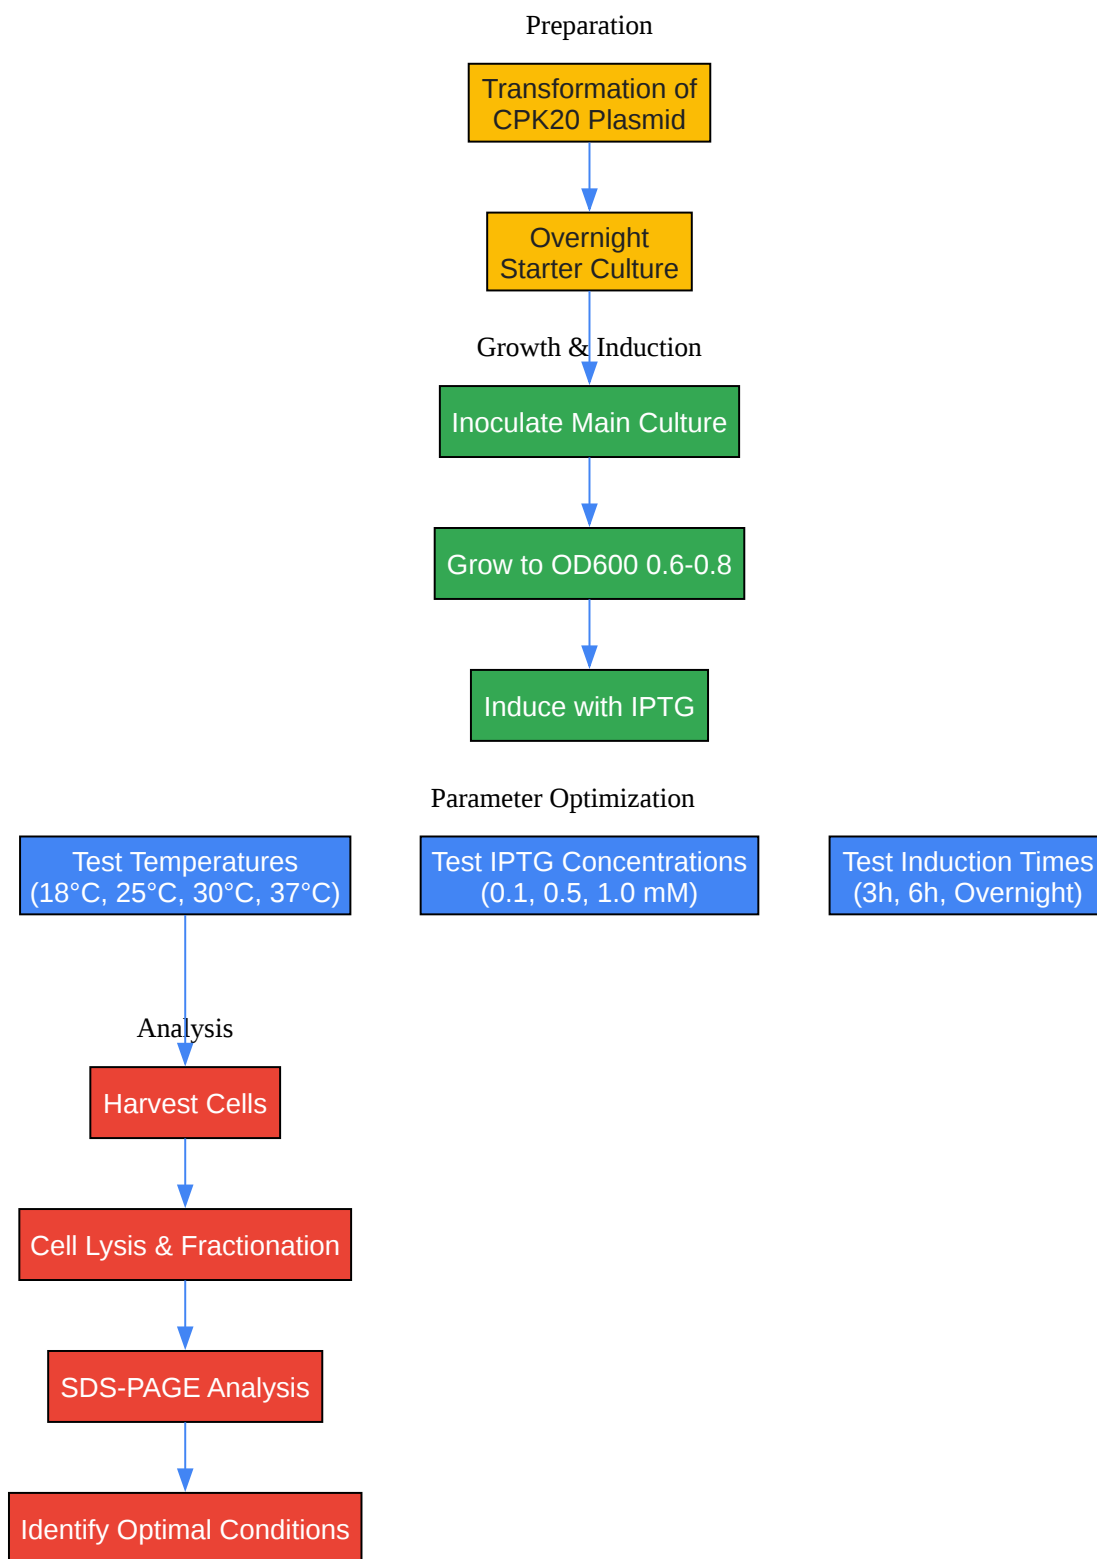 Preparation
Transformation of
CPK20 Plasmid
Overnight
Starter Culture
Growth & Induction
Inoculate Main Culture
Grow to OD600 0.6-0.8
Induce with IPTG
Parameter Optimization
Test Temperatures
(18°C, 25°C, 30°C, 37°C)
Test IPTG Concentrations
(0.1, 0.5, 1.0 mM)
Test Induction Times
(3h, 6h, Overnight)
Analysis
Harvest Cells
Cell Lysis & Fractionation
SDS-PAGE Analysis
Identify Optimal Conditions